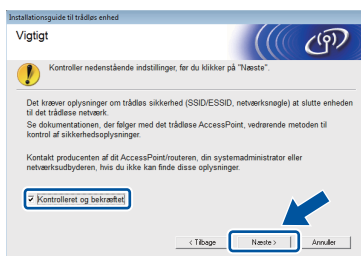 Installationsguide til trådløs enhed
Vigtigt
Kontroller nedenstående indstillinger, før du klikker på "Næste".
Det kræver oplysninger om trådløs sikkerhed (SSID/ESSID, netværksnøgle) at slutte enheden
til det trådløse netværk.
Se dokumentationen, der følger med det trådløse AccessPoint, vedrørende metoden til
kontrol af sikkerhedsoplysninger.
Kontakt producenten af dit AccessPoint/routeren, din systemadministrator eller
netværksudbyderen, hvis du ikke kan finde disse oplysninger.
Kontrolleret og bekræftet
< Tilbage
Næste >
Annuller